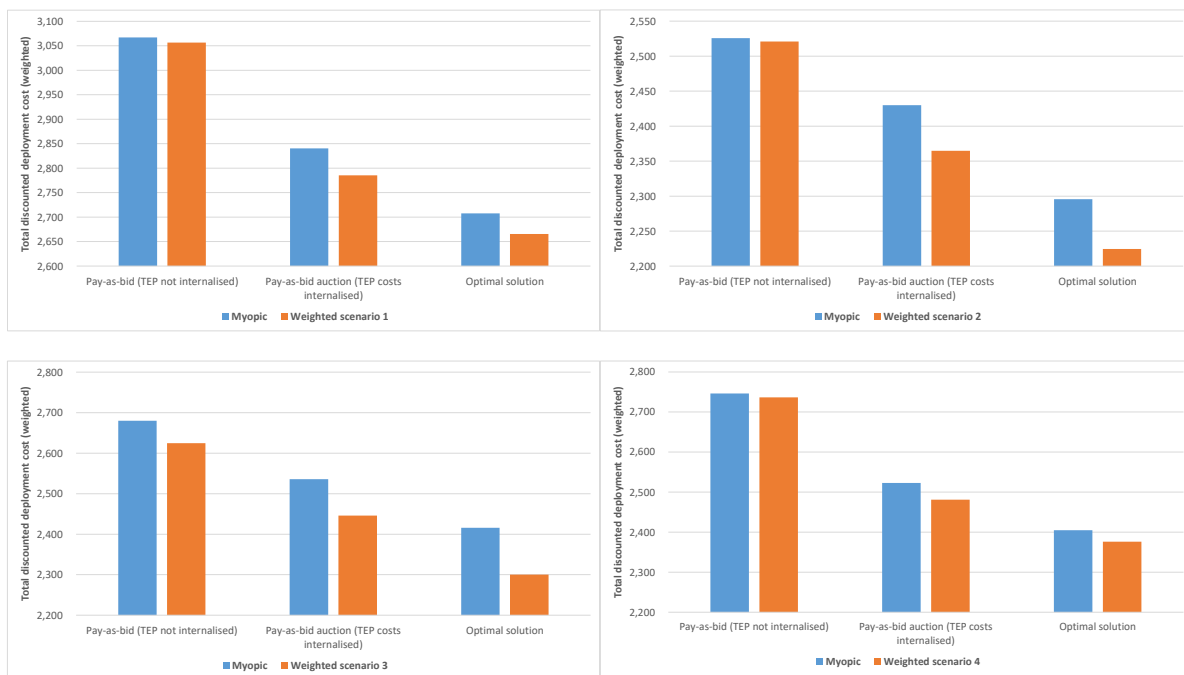 Total discounted deployment cost (weighted)
3,100
3,050
3,000
2,950
2,900
2,850
2,800
2,750
2,700
2,650
2,600
Pay-as-bid (TEP not internalised)
Pay-as-bid auction (TEP costs
internalised)
Optimal solution
Myopic
Weighted scenario 1
Total discounted deployment cost (weighted)
2,550
2,500
2,450
2,400
2,350
2,300
2,250
2,200
Pay-as-bid (TEP not internalised)
Pay-as-bid auction (TEP costs
internalised)
Optimal solution
Myopic
Weighted scenario 2
Total discounted deployment cost (weighted)
2,800
2,700
2,600
2,500
2,400
2,300
2,200
Pay-as-bid (TEP not internalised)
Pay-as-bid auction (TEP costs
internalised)
Optimal solution
Myopic
Weighted scenario 3
Total discounted deployment cost (weighted)
2,800
2,700
2,600
2,500
2,400
2,300
2,200
Pay-as-bid (TEP not internalised)
Pay-as-bid auction (TEP costs
internalised)
Optimal solution
Myopic
Weighted scenario 4